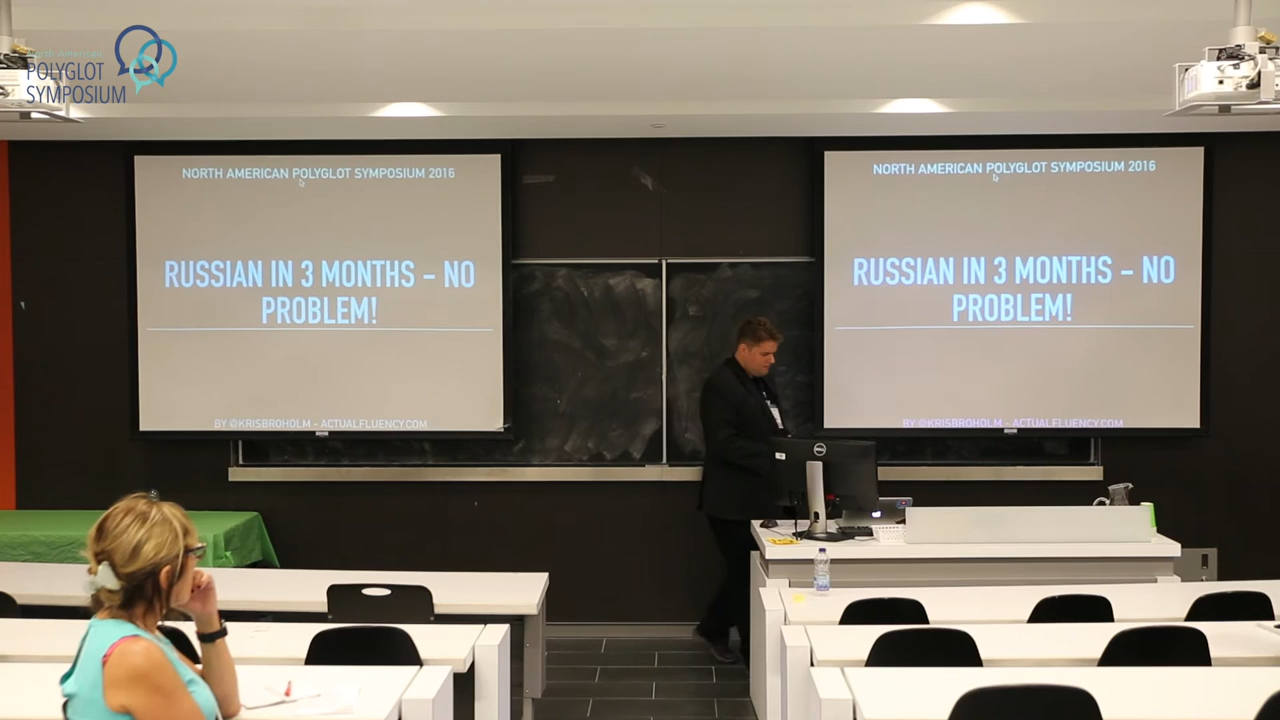 North American
POLYGLOT
SYMPOSIUM
NORTH AMERICAN POLYGLOT SYMPOSIUM 2016
RUSSIAN IN 3 MONTHS - NO
PROBLEM!
BY @KRISBROHOLM - ACTUALFLUENCY.COM
NORTH AMERICAN POLYGLOT SYMPOSIUM 2016
RUSSIAN IN 3 MONTHS - NO
PROBLEM!
BY @KRISBROHOLM - ACTUALFLUENCY.COM
DELL